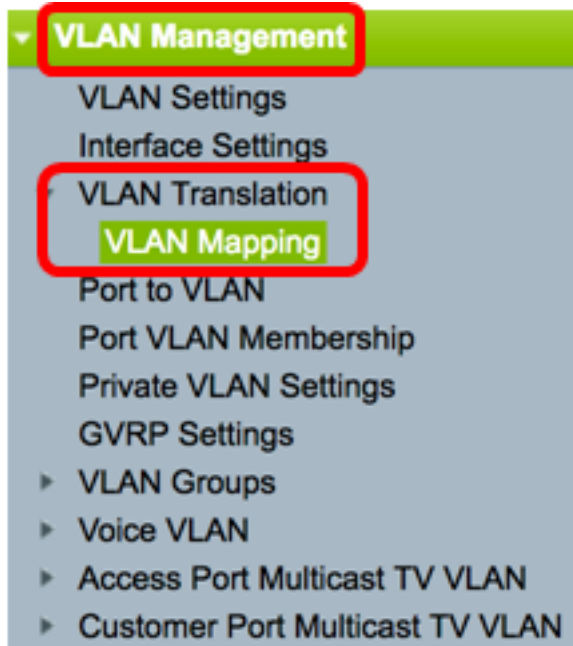 VLAN Management
VLAN Settings
Interface Settings
VLAN Translation
VLAN Mapping
Port to VLAN
Port VLAN Membership
Private VLAN Settings
GVRP Settings
VLAN Groups
Voice VLAN
Access Port Multicast TV VLAN
Customer Port Multicast TV VLAN